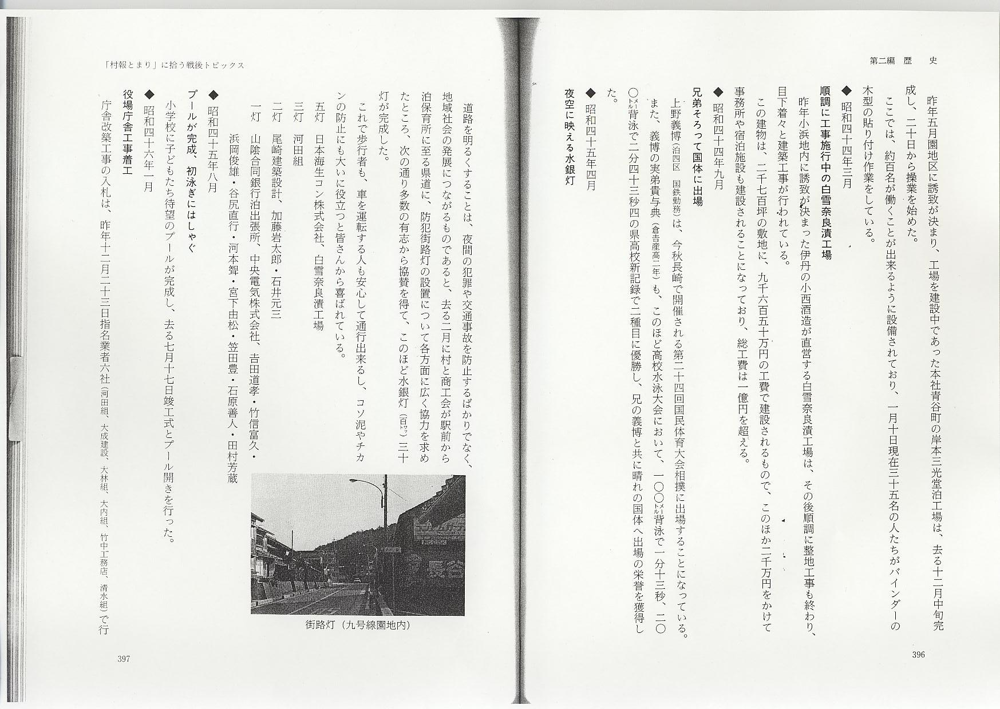 第二編　歴　史
昨年五月園地区に誘致が決まり、工場を建設中であった本社青谷町の岸本三光堂泊工場は、去る十二月中旬完
成し、二十日から操業を始めた。
ここでは、約百名が働くことが出来るように設備されており、一月十日現在三十五名の人たちがバインダーの
木型の貼り付け作業をしている。
◆　昭和四十四年三月
順調に工事施行中の白雪奈良漬工場
昨年小浜地内に誘致が決まった伊丹の小西酒造が直営する白雪奈良漬工場は、その後順調に整地工事も終わり、
目下着々と建築工事が行われている。
この建物は、二千七百坪の敷地に、九千六百五十万円の工費で建設されるもので、このほか二千万円をかけて
事務所や宿泊施設も建設されることになっており、総工費は一億円を超える。
◆　昭和四十四年九月
兄弟そろって国体に出場
上野義博（泊四区　国鉄勤務）は、今秋長崎で開催される第二十四回国民体育大会相撲に出場することになっている。
また、義博の実弟貴与典（倉吉産高二年）も、このほど高校水泳大会において、一〇〇㍍背泳で一分十三秒、二〇
〇㍍背泳で二分四十三秒四の県高校新記録で二種目に優勝し、兄の義博と共に晴れの国体へ出場の栄誉を獲得し
た。
◆　昭和四十五年四月
夜空に映える水銀灯
396
「村報とまり」に拾う戦後トピックス
道路を明るくすることは、夜間の犯罪や交通事故を防止するばかりでなく、
地域社会の発展につながるものであると、去る二月に村と商工会が駅前から
泊保育所に至る県道に、防犯街路灯の設置について各方面に広く協力を求め
たところ、次の通り多数の有志から協賛を得て、このほど水銀灯（百㍗）三十
灯が完成した。
これで歩行者も、車を運転する人も安心して通行出来るし、コソ泥やチカ
ンの防止にも大いに役立つと皆さんから喜ばれている。
五灯　日本海生コン株式会社、白雪奈良漬工場
三灯　河田組
二灯　尾崎建築設計、加藤岩太郎・石井元三
一灯　山陰合同銀行泊出張所、中央電気株式会社、吉田道孝・竹信富久・
浜岡俊雄・谷尻直行・河本聟・宮下由松・笠田豊・石原善人・田村芳蔵
◆　昭和四十五年八月
プールが完成、初泳ぎにはしゃぐ
小学校に子どもたち待望のプールが完成し、去る七月十七日竣工式とプール開きを行った。
◆　昭和四十六年一月
役場庁舎工事着工
庁舎改築工事の入札は、昨年十二月二十三日指名業者六社（河田組、大成建設、大林組、大内組、竹中工務店、清水組）で行
長谷
街路灯（九号線園地内）
397